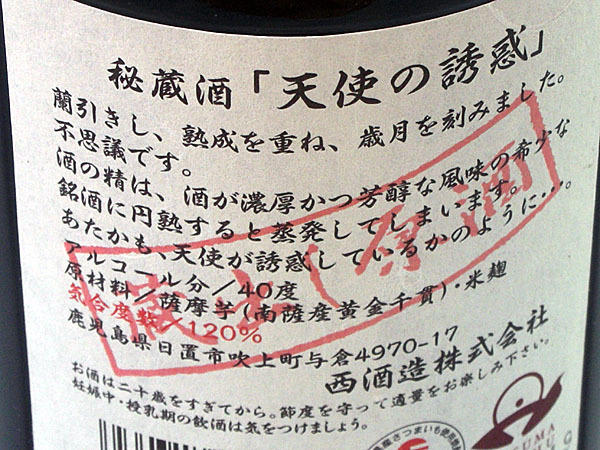 秘蔵酒「天使の誘惑」
蘭引きし、熟成を重ね、歳月を刻みました。
不思議です。
酒の精は、酒が濃厚かつ芳醇な風味の希少な
銘酒に円熟すると蒸発してしまいます。
あたかも、天使が誘惑しているかのように…。
アルコール分/40度
原材料/薩摩芋(南薩産黄金千貫)・米麹
気合度数/120%
鹿児島県日置市吹上町与倉4970-17
西酒造株式会社
お酒は二十歳をすぎてから。節度を守って適量をお楽しみ下さい。
妊娠中・授乳期の飲酒は気をつけましょう。